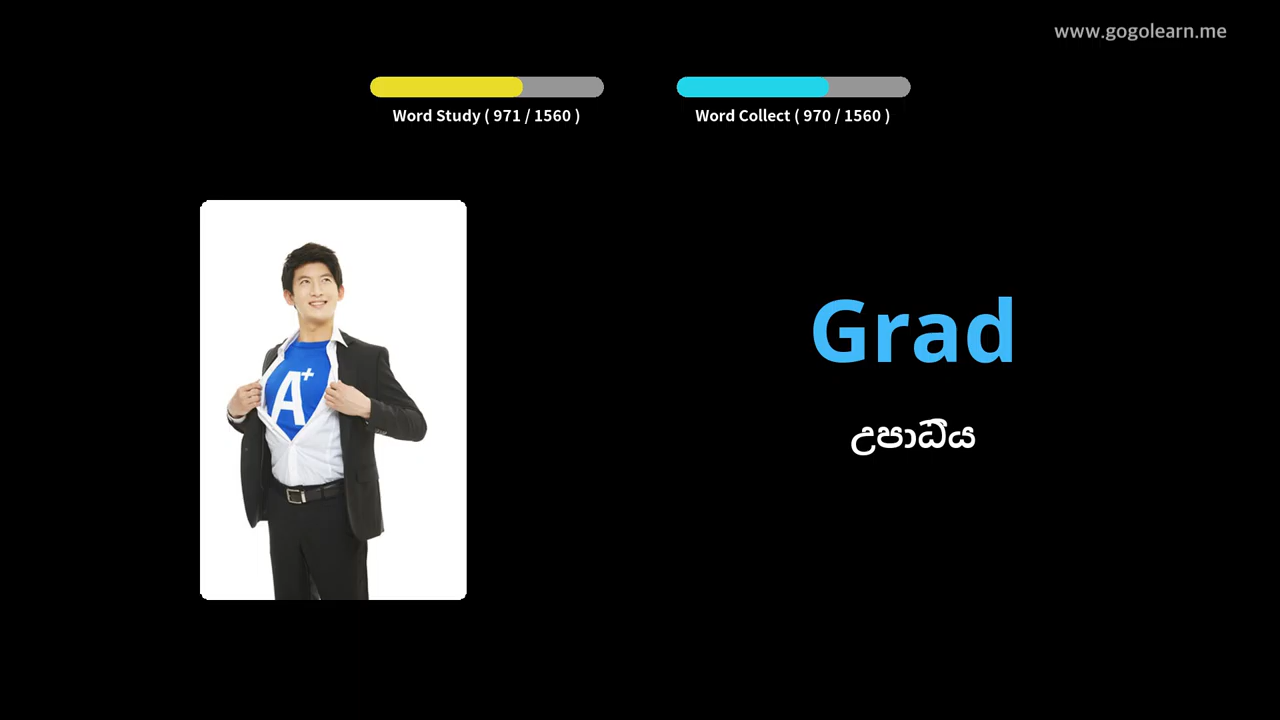 www.gogolearn.me
Word Study ( 971 / 1560 )
Word Collect ( 970 / 1560 )
A+
Grad
උපාධිය